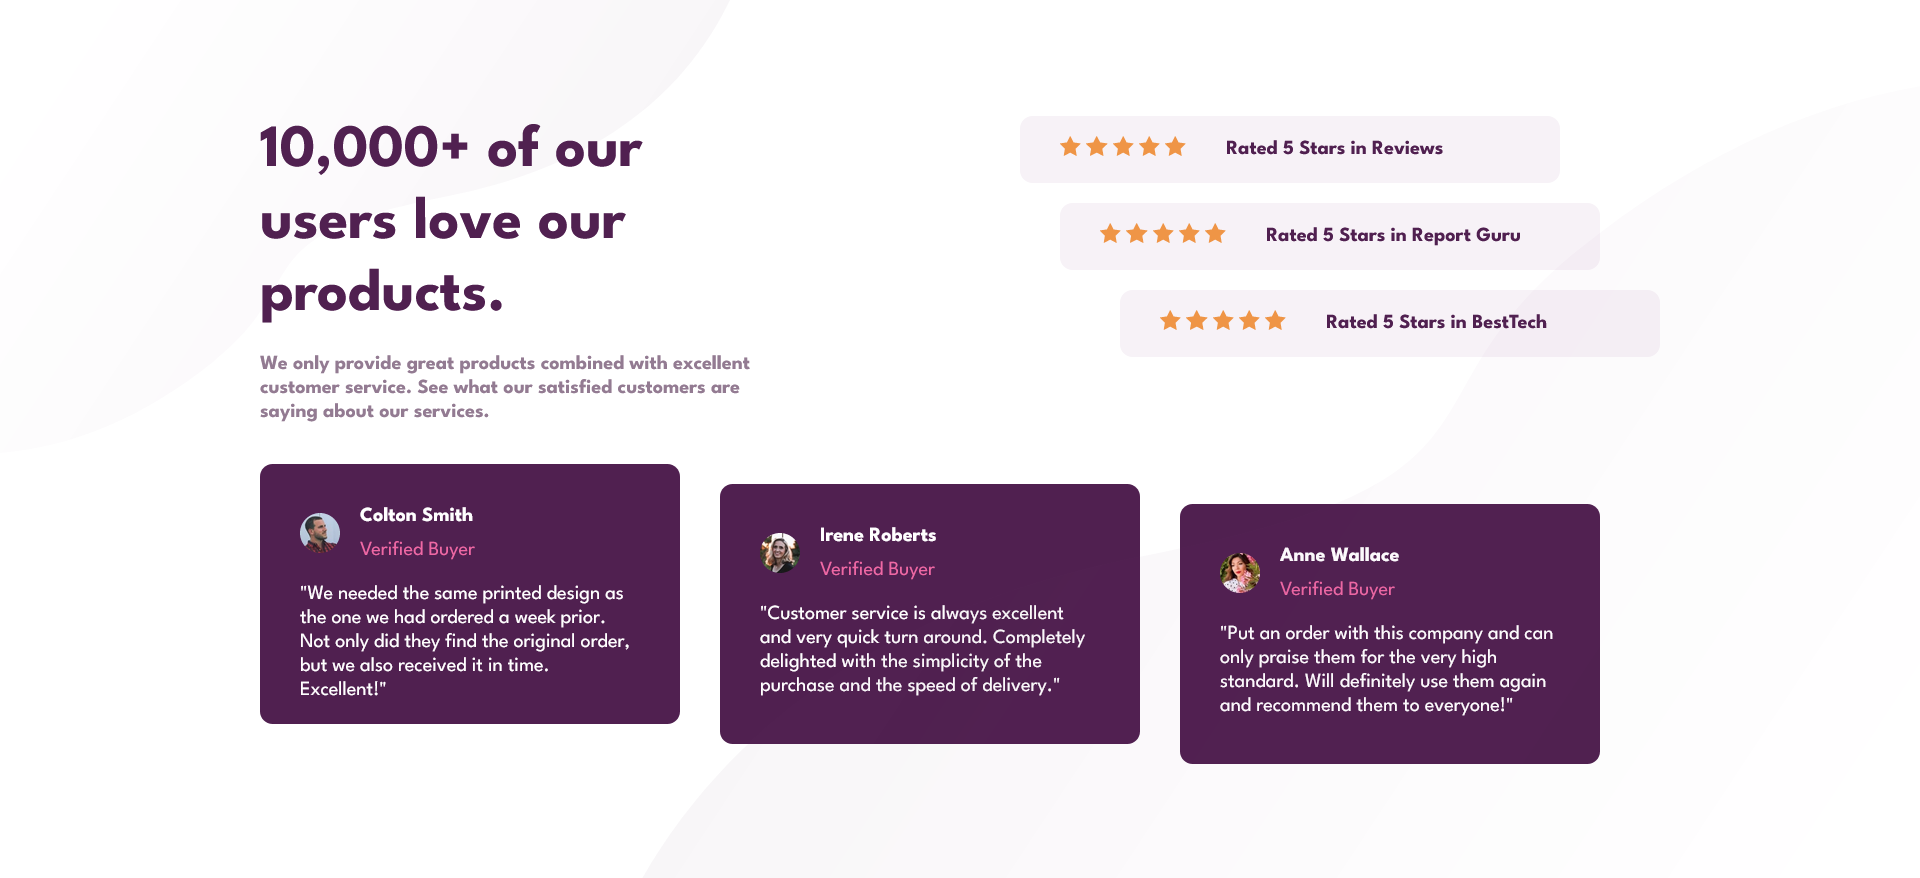 10,000+ of our
users love our
products.
We only provide great products combined with excellent
customer service. See what our satisfied customers are
saying about our services.
Rated 5 Stars in Reviews
Rated 5 Stars in Report Guru
Rated 5 Stars in BestTech
Colton Smith
Verified Buyer
"We needed the same printed design as
the one we had ordered a week prior.
Not only did they find the original order,
but we also received it in time.
Excellent!"
Irene Roberts
Verified Buyer
"Customer service is always excellent
and very quick turn around. Completely
delighted with the simplicity of the
purchase and the speed of delivery."
Anne Wallace
Verified Buyer
"Put an order with this company and can
only praise them for the very high
standard. Will definitely use them again
and recommend them to everyone!"